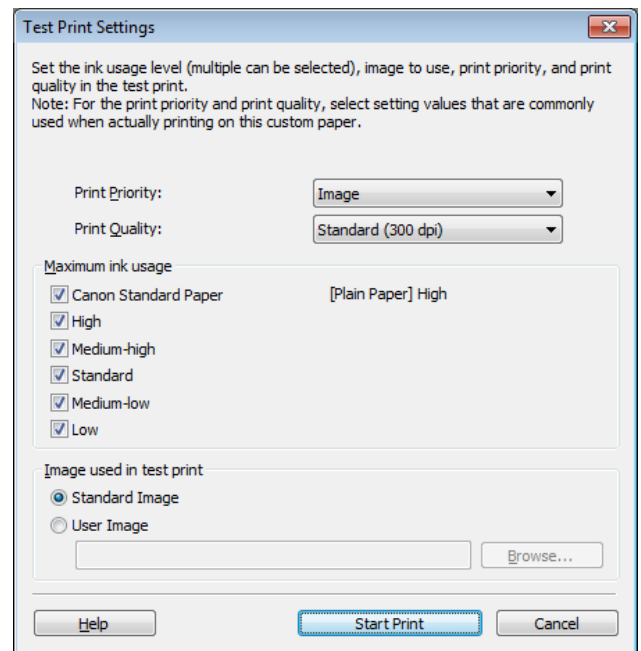 Test Print Settings
Set the ink usage level (multiple can be selected), image to use, print priority, and print
quality in the test print.
Note: For the print priority and print quality, select setting values that are commonly
used when actually printing on this custom paper.
Print Priority: Image
Print Quality: Standard (300 dpi)
Maximum ink usage
Canon Standard Paper [Plain Paper] High
High
Medium-high
Standard
Medium-low
Low
Image used in test print
Standard Image
User Image
Browse...
Help Start Print Cancel